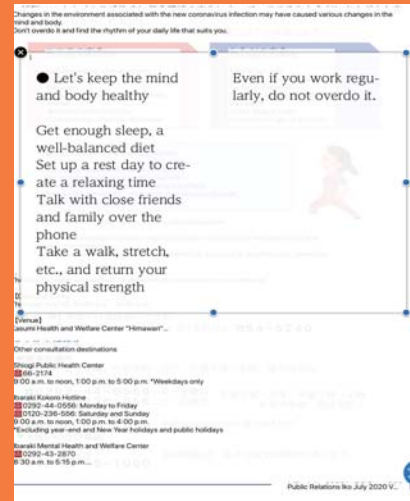 Changes in the environment associated with the new coronavirus infection may have caused various changes in the
mind and body.
Don't overdo it and find the rhythm of your daily life that suits you.
● Let's keep the mind
and body healthy
Get enough sleep, a
well-balanced diet
Set up a rest day to cre-
ate a relaxing time
Talk with close friends
and family over the
phone
Take a walk, stretch,
etc., and return your
physical strength
Even if you work regu-
larly, do not overdo it.
[Venue]
Kasumi Health and Welfare Center "Himawari"...
Other consultation destinations
Shiogi Public Health Center
66-2174
9:00 a.m. to noon, 1:00 p.m. to 5:00 p.m. *Weekdays only
Ibaraki Kokoro Hotline
0292-44-0556: Monday to Friday
0120-236-556: Saturday and Sunday
9:00 a.m. to noon, 1:00 p.m. to 4:00 p.m.
*Excluding year-end and New Year holidays and public holidays
Ibaraki Mental Health and Welfare Center
0292-43-2870
8:30 a.m. to 5:15 p.m...
Public Relations Iko July 2020 V...